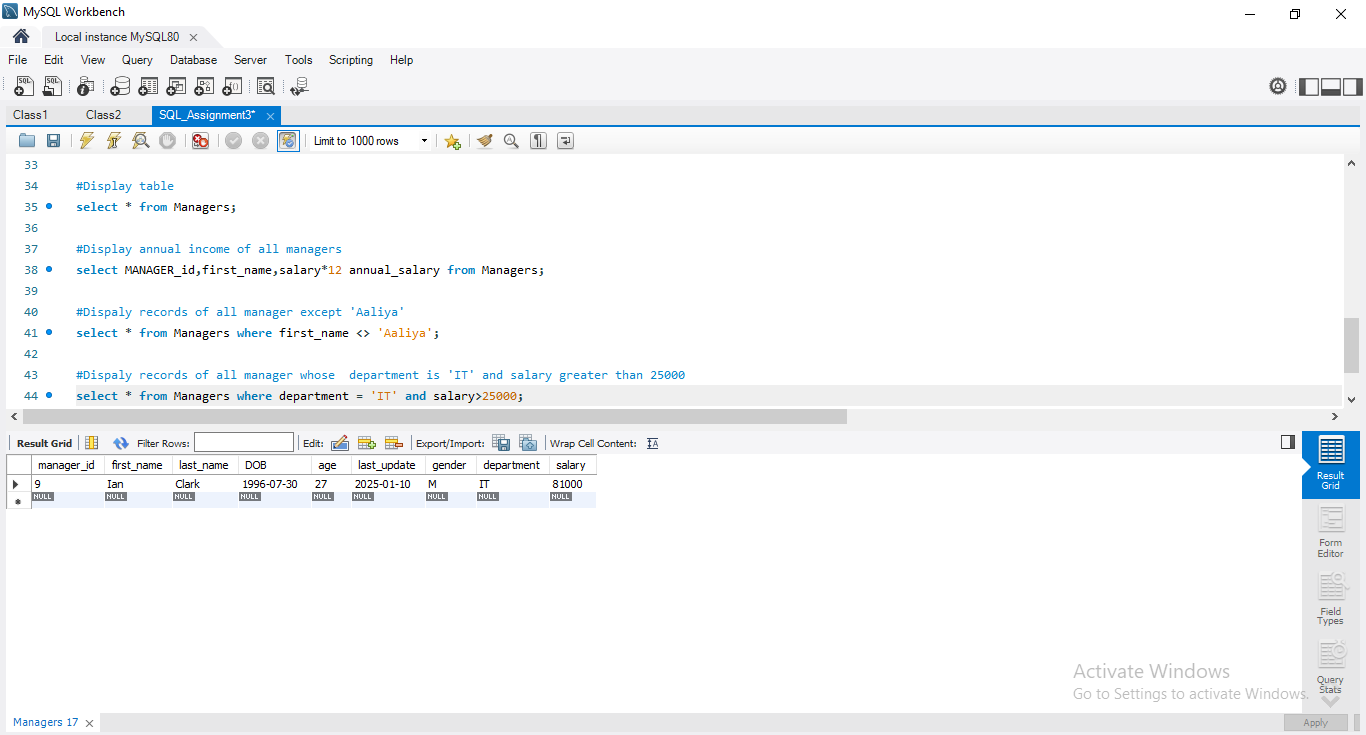 MySQL Workbench
Local instance MySQL80
File Edit View Query Database Server Tools Scripting Help
Class1 Class2 SQL_Assignment3*
Limit to 1000 rows
33
34 #Display table
35 select * from Managers;
36
37 #Display annual income of all managers
38 select MANAGER_id,first_name,salary*12 annual_salary from Managers;
39
40 #Dispaly records of all manager except 'Aaliya'
41 select * from Managers where first_name <> 'Aaliya';
42
43 #Dispaly records of all manager whose  department is 'IT' and salary greater than 25000
44 select * from Managers where department = 'IT' and salary>25000;
Result Grid Filter Rows: Edit: Export/Import: Wrap Cell Content:
manager_id first_name last_name DOB age last_update gender department salary
9 Ian Clark 1996-07-30 27 2025-01-10 M IT 81000
NULL NULL NULL NULL NULL NULL NULL NULL NULL
Result
Grid
Form
Editor
Field
Types
Query
Stats
Activate Windows
Go to Settings to activate Windows.
Managers 17
Apply